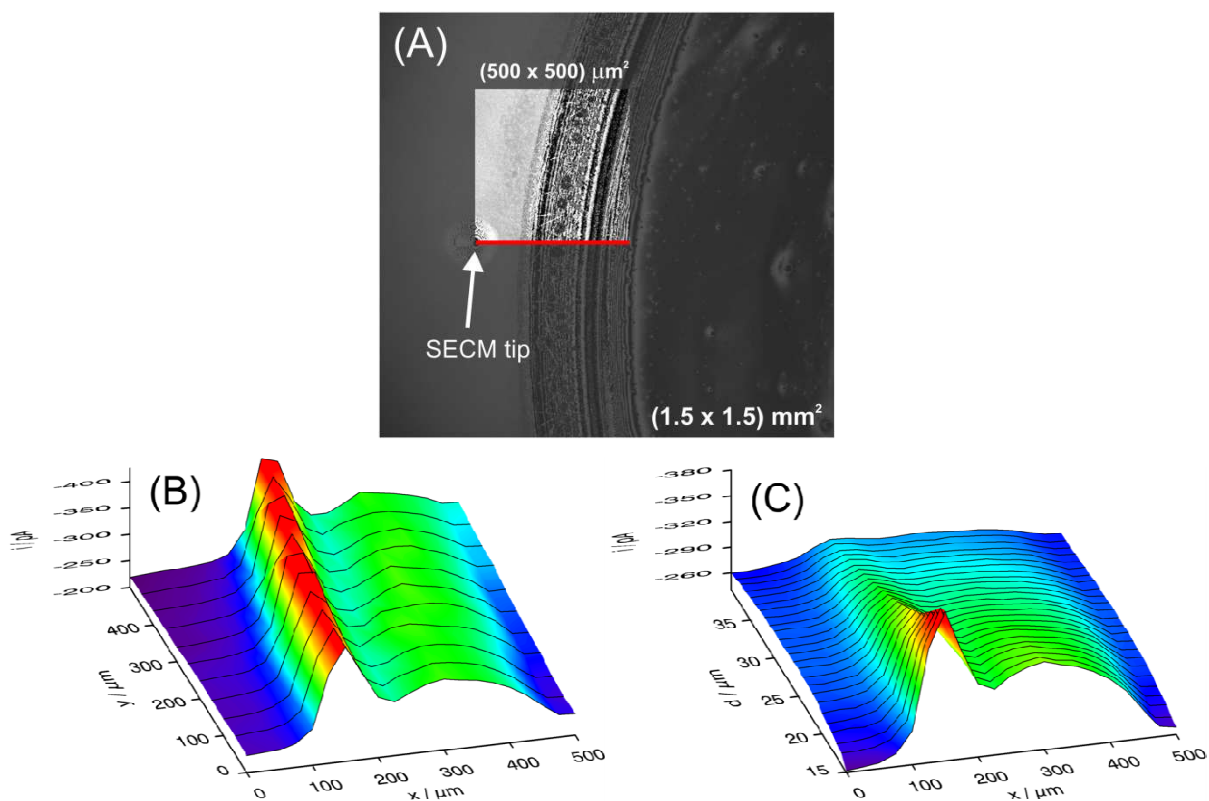 (A)
(500 x 500) μm²
SECM tip
(1.5 x 1.5) mm²
(B)
-400
-350
-300
-250
-200
i / pA
400
300
200
100
0
y / μm
0
100
200
300
400
500
x / μm
(C)
-380
-350
-320
-290
-260
i / pA
35
30
25
20
15
d / μm
0
100
200
300
400
500
x / μm